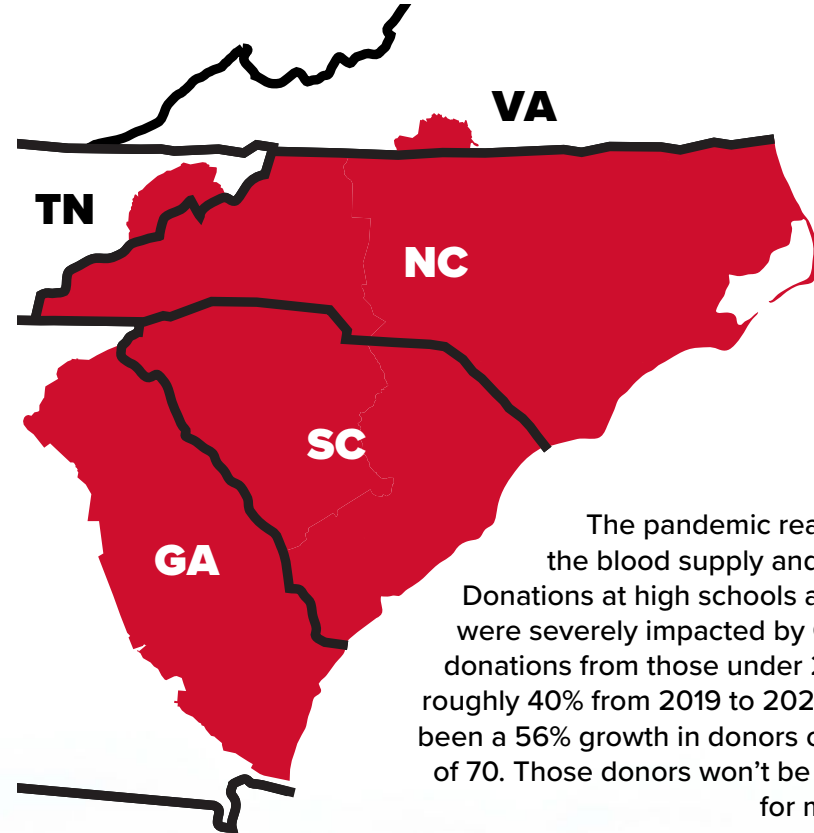 VA
TN
NC
SC
GA
The pandemic rea
the blood supply and
Donations at high schools a
were severely impacted by
donations from those under
roughly 40% from 2019 to 202
been a 56% growth in donors
of 70. Those donors won’t be
for